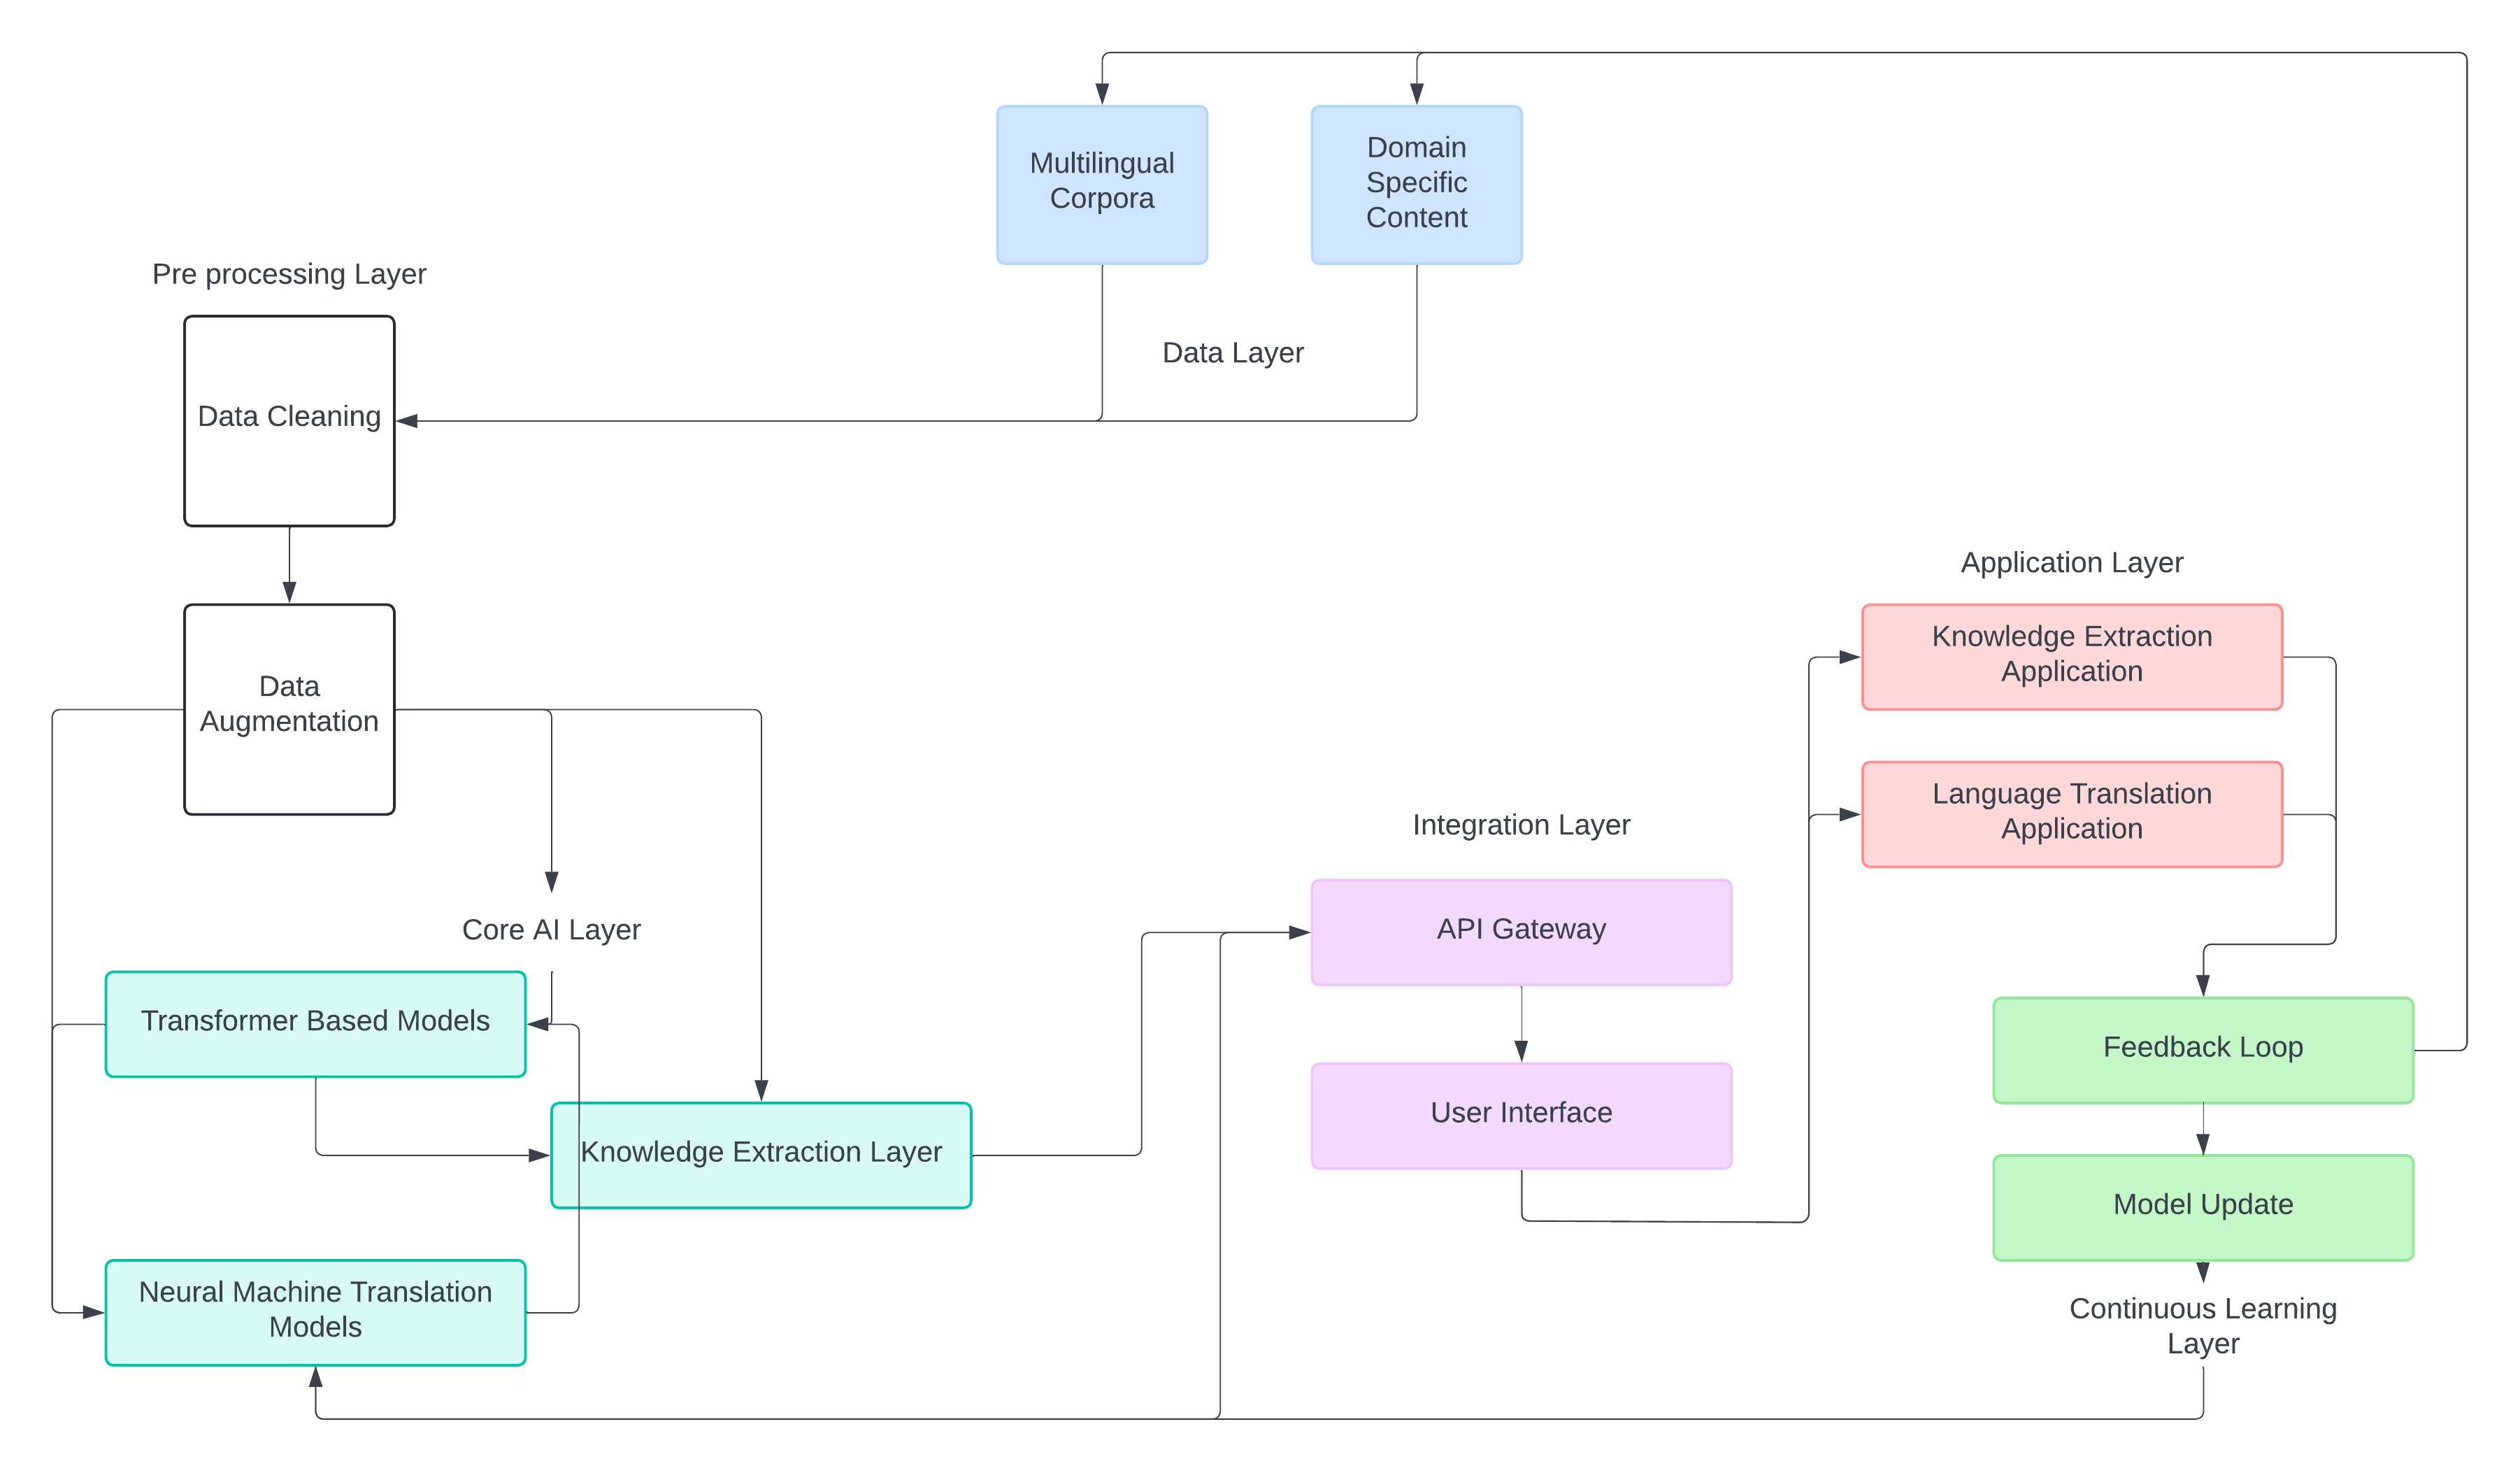 Multilingual
Corpora
Domain
Specific
Content
Pre processing Layer
Data Layer
Data Cleaning
Application Layer
Knowledge Extraction
Application
Data
Augmentation
Language Translation
Application
Integration Layer
Core AI Layer
API Gateway
Transformer Based Models
Feedback Loop
User Interface
Knowledge Extraction Layer
Model Update
Neural Machine Translation
Models
Continuous Learning
Layer